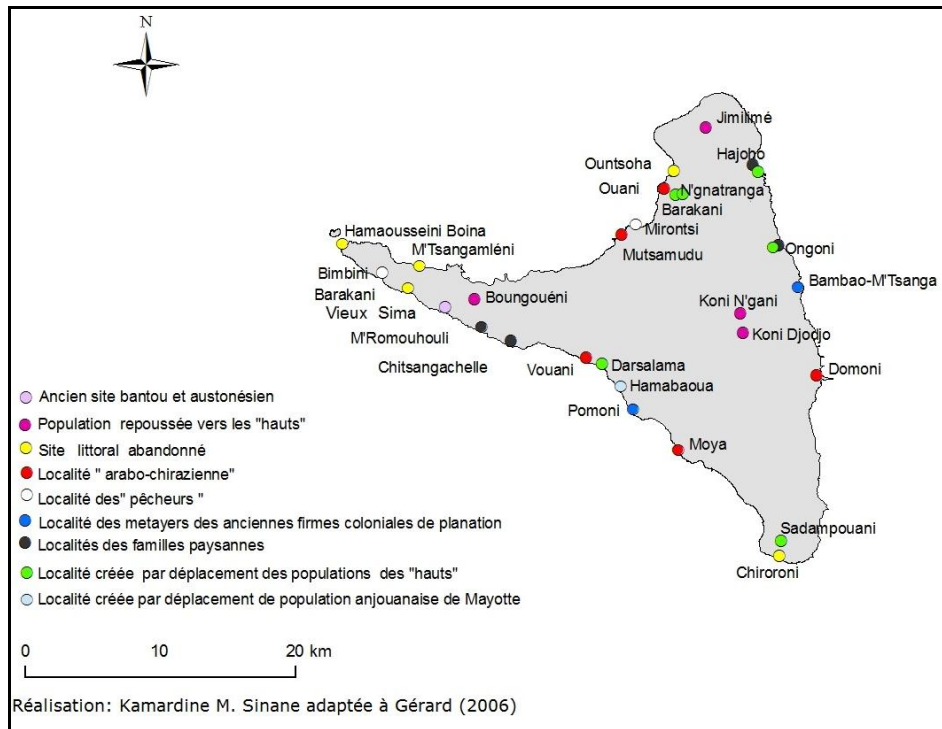 N
Jimilimé
Hajoho
Ountsoha
Ouani
N'gnatranga
Barakani
Mirontsi
Mutsamudu
Hamaousseini Boina
M'Tsangamléni
Ongoni
Bimbini
Bambao-M'Tsanga
Barakani
Boungouéni
Koni N'gani
Vieux Sima
M'Romouhouli
Koni Djodjo
Chitsangachelle
Vouani
Darsalama
Domoni
Hamabaoua
Pomoni
Moya
Sadampouani
Chiroroni
Ancien site bantou et austonésien
Population repoussée vers les "hauts"
Site littoral abandonné
Localité " arabo-chirazienne"
Localité des" pêcheurs "
Localité des metayers des anciennes firmes coloniales de planation
Localités des familles paysannes
Localité créée par déplacement des populations des "hauts"
Localité créée par déplacement de population anjouanaise de Mayotte
0 10 20 km
Réalisation: Kamardine M. Sinane adaptée à Gérard (2006)